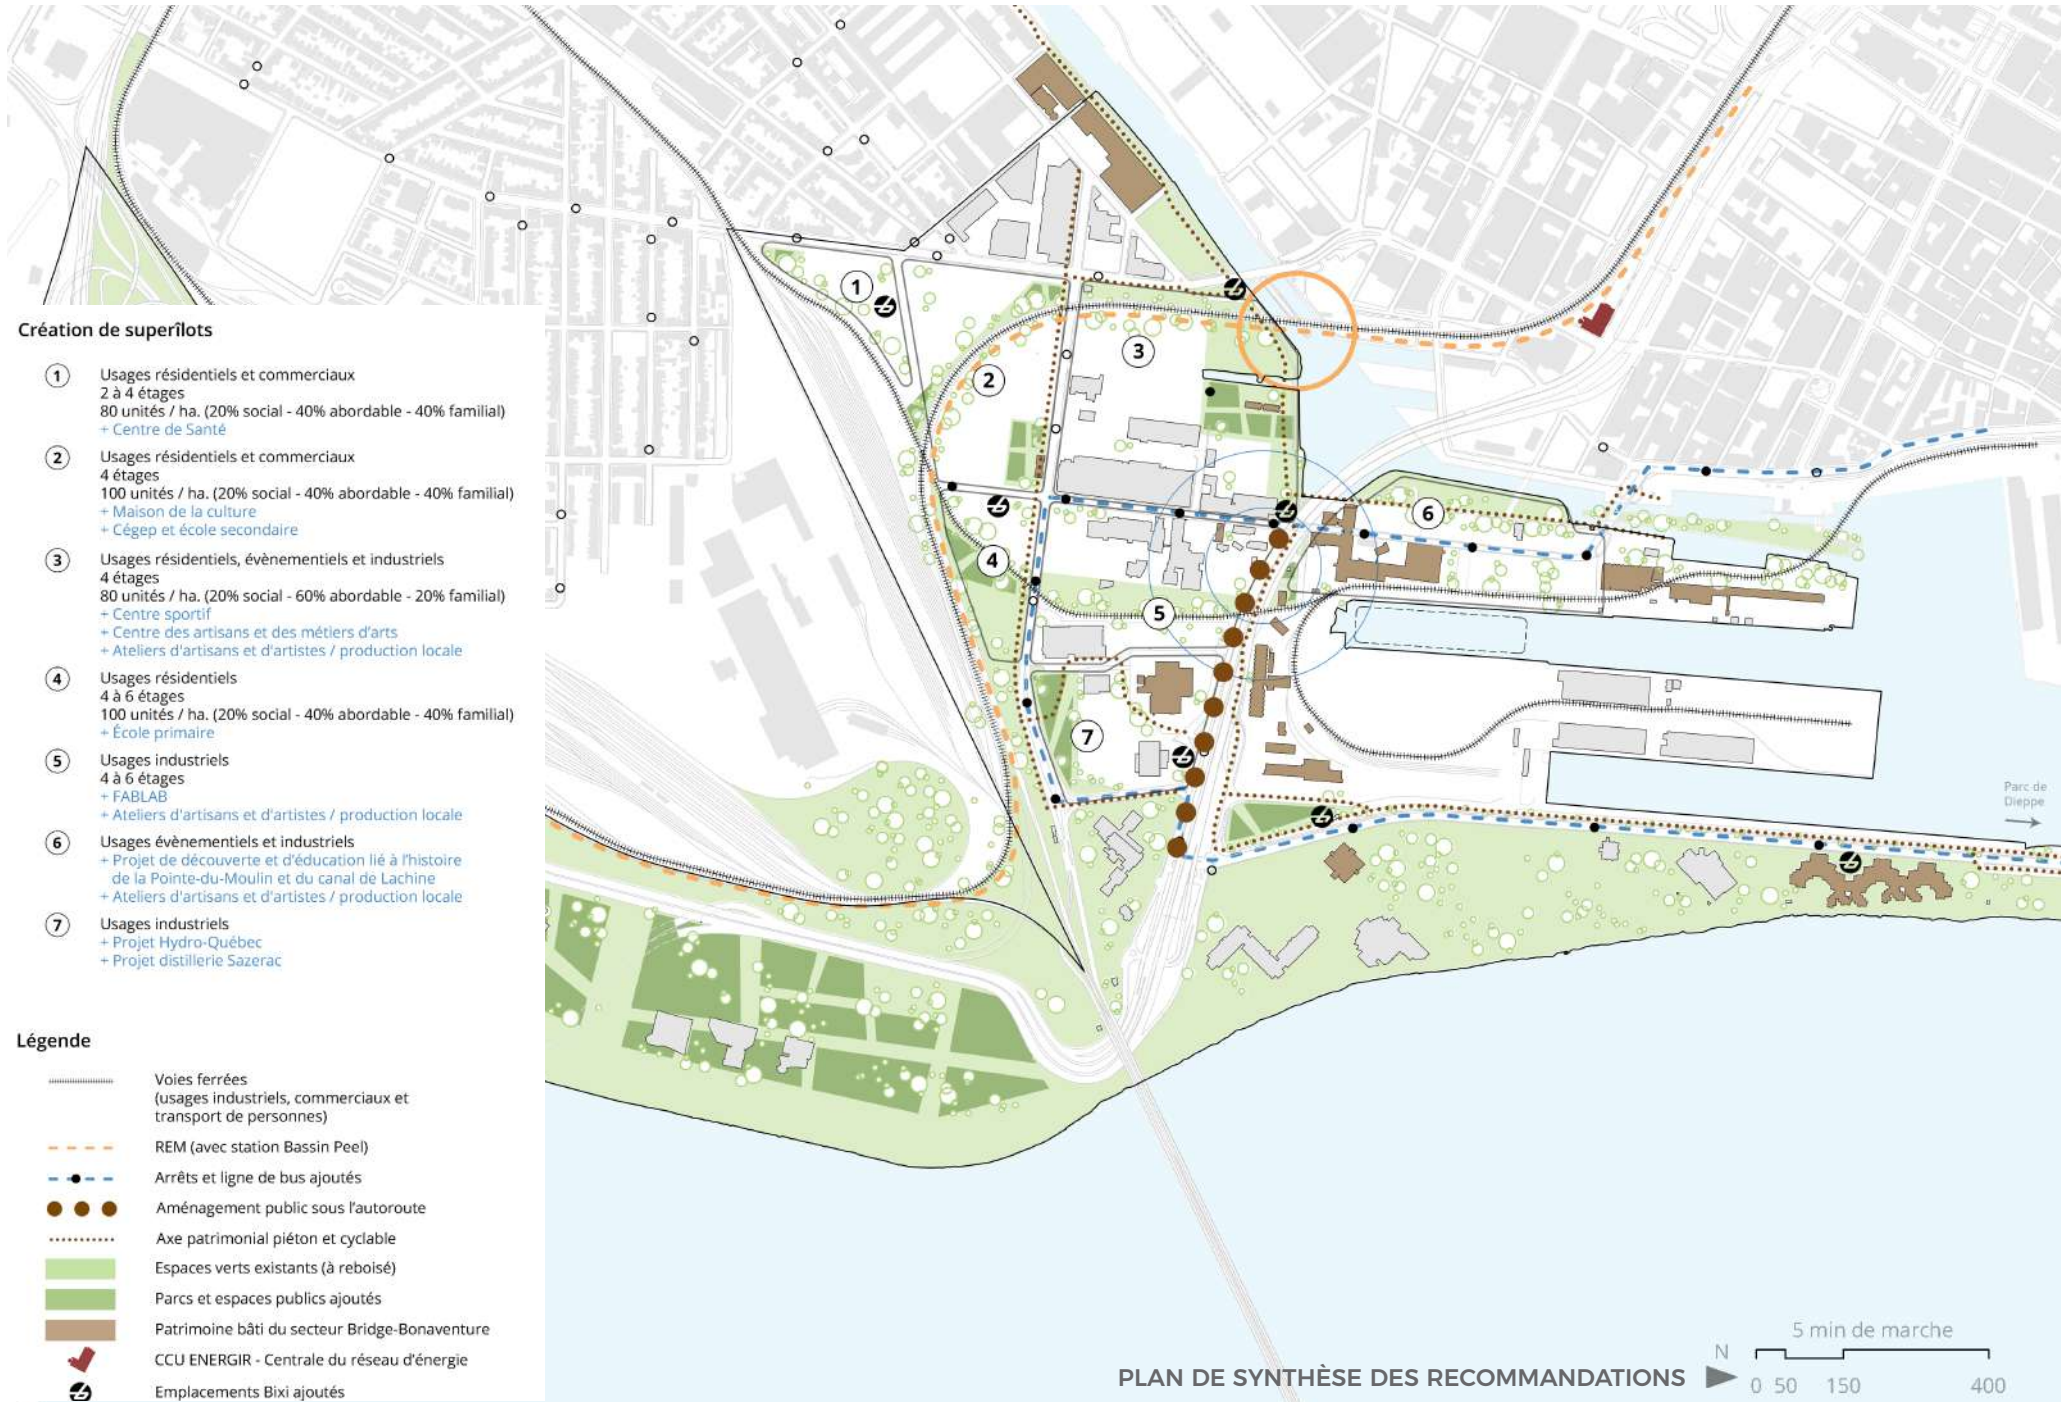 Création de superîlots
1 Usages résidentiels et commerciaux
2 à 4 étages
80 unités / ha. (20% social - 40% abordable - 40% familial)
+ Centre de Santé
2 Usages résidentiels et commerciaux
4 étages
100 unités / ha. (20% social - 40% abordable - 40% familial)
+ Maison de la culture
+ Cégep et école secondaire
3 Usages résidentiels, évènementiels et industriels
4 étages
80 unités / ha. (20% social - 60% abordable - 20% familial)
+ Centre sportif
+ Centre des artisans et des métiers d'arts
+ Ateliers d'artisans et d'artistes / production locale
4 Usages résidentiels
4 à 6 étages
100 unités / ha. (20% social - 40% abordable - 40% familial)
+ École primaire
5 Usages industriels
4 à 6 étages
+ FABLAB
+ Ateliers d'artisans et d'artistes / production locale
6 Usages évènementiels et industriels
+ Projet de découverte et d'éducation lié à l'histoire
de la Pointe-du-Moulin et du canal de Lachine
+ Ateliers d'artisans et d'artistes / production locale
7 Usages industriels
+ Projet Hydro-Québec
+ Projet distillerie Sazerac
Légende
Voies ferrées
(usages industriels, commerciaux et
transport de personnes)
REM (avec station Bassin Peel)
Arrêts et ligne de bus ajoutés
Aménagement public sous l'autoroute
Axe patrimonial piéton et cyclable
Espaces verts existants (à reboisé)
Parcs et espaces publics ajoutés
Patrimoine bâti du secteur Bridge-Bonaventure
CCU ENERGIR - Centrale du réseau d'énergie
Emplacements Bixi ajoutés
1
2
3
4
5
6
7
Parc de
Dieppe
PLAN DE SYNTHÈSE DES RECOMMANDATIONS
N
5 min de marche
0 50 150 400